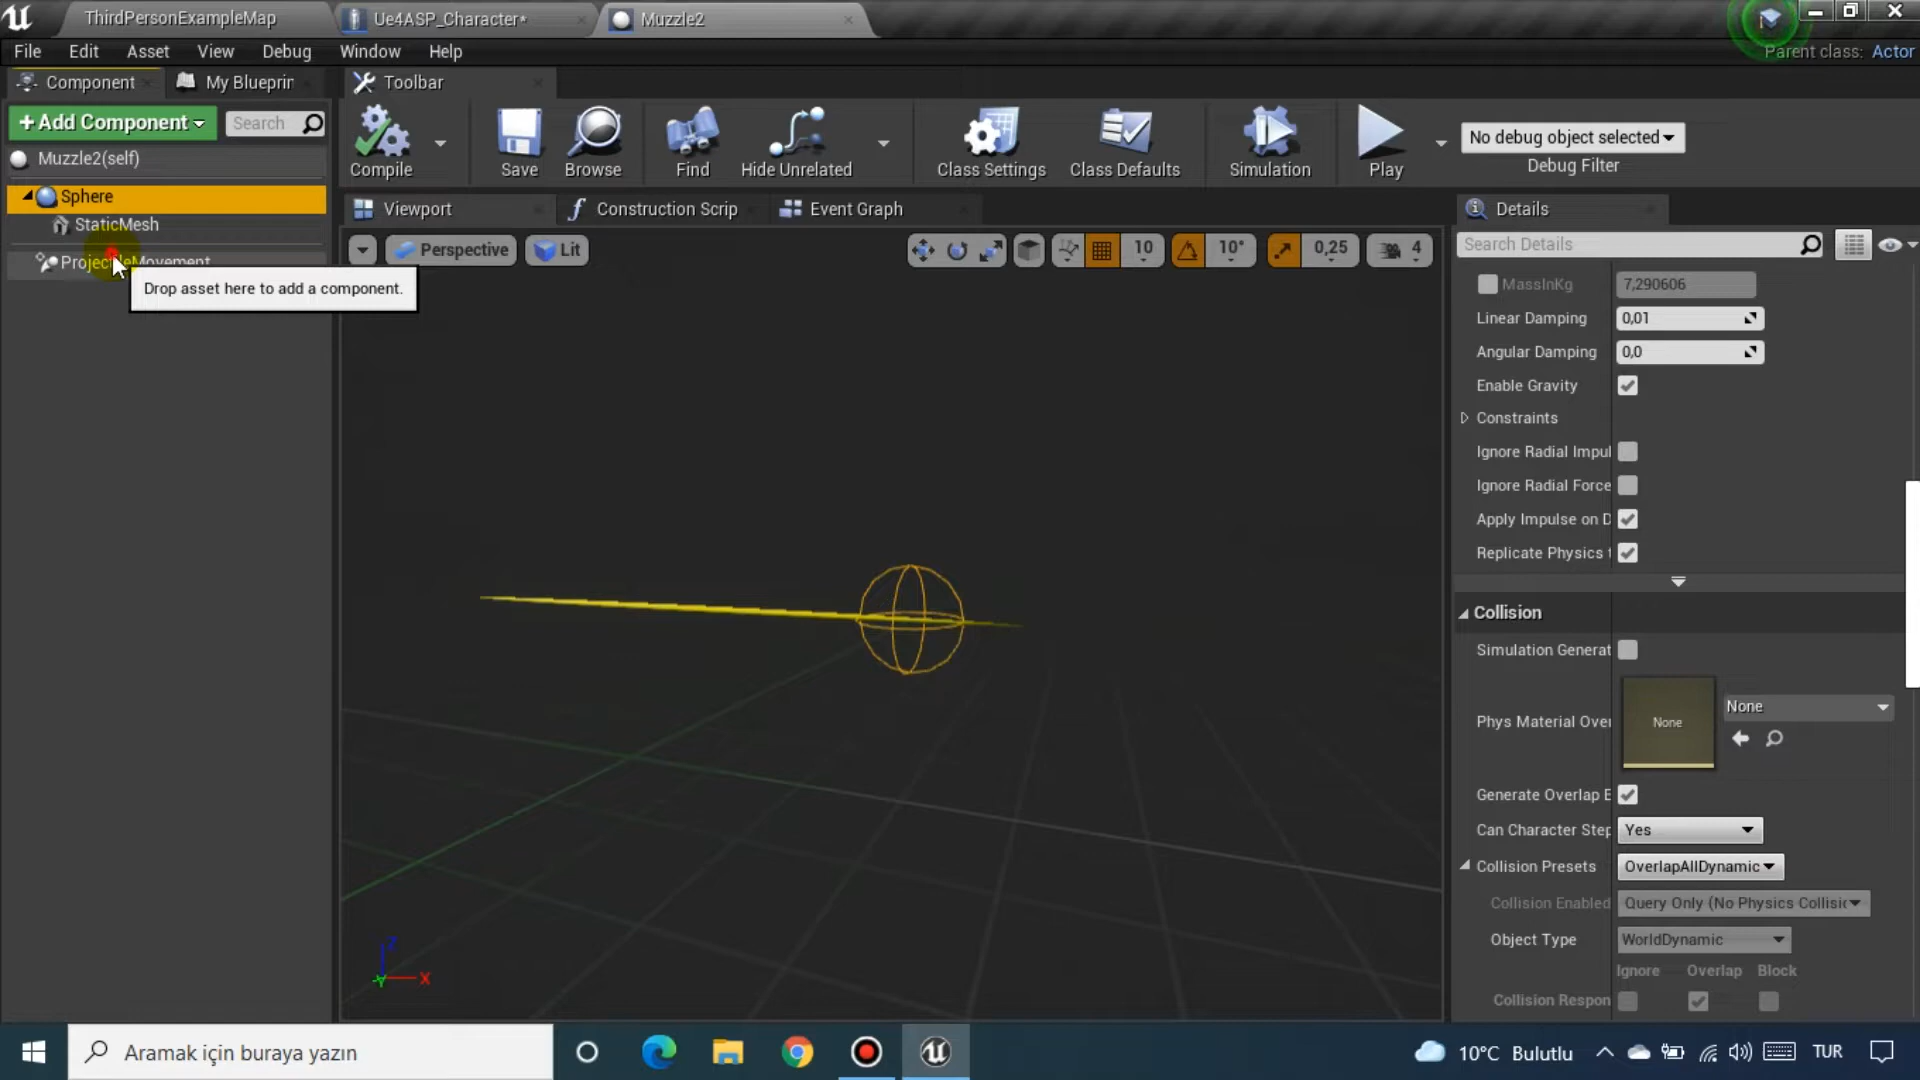 ThirdPersonExampleMap
Ue4ASP_Character*
Muzzle2
File Edit Asset View Debug Window Help
Parent class: Actor
Component
My Blueprin
Toolbar
+Add Component
Search
Muzzle2(self)
Sphere
StaticMesh
ProjectileMovement
Drop asset here to add a component.
Compile
Save
Browse
Find
Hide Unrelated
Class Settings
Class Defaults
Simulation
Play
No debug object selected
Debug Filter
Viewport
Construction Scrip
Event Graph
Perspective
Lit
10
10°
0,25
4
Details
Search Details
MassInKg 7,290606
Linear Damping 0,01
Angular Damping 0,0
Enable Gravity
Constraints
Ignore Radial Impul
Ignore Radial Force
Apply Impulse on D
Replicate Physics t
Collision
Simulation Generat
Phys Material Over
None
None
Generate Overlap E
Can Character Step Yes
Collision Presets OverlapAllDynamic
Collision Enabled Query Only (No Physics Collisic
Object Type WorldDynamic
Ignore Overlap Block
Collision Respon
Z
Y
X
Aramak için buraya yazın
10°C Bulutlu
TUR